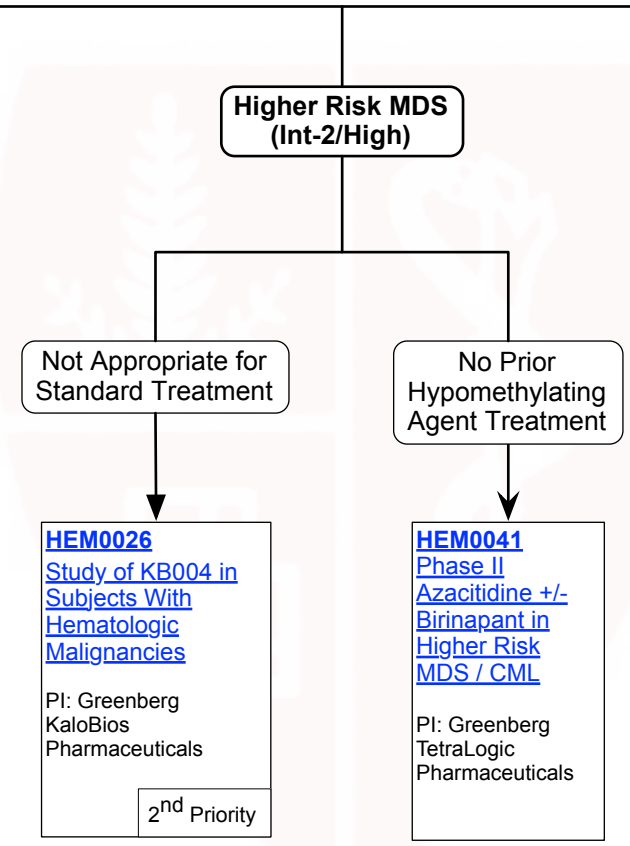 Higher Risk MDS
(Int-2/High)
Not Appropriate for
Standard Treatment
No Prior
Hypomethylating
Agent Treatment
HEM0026
Study of KB004 in
Subjects With
Hematologic
Malignancies
PI: Greenberg
KaloBios
Pharmaceuticals
2nd Priority
HEM0041
Phase II
Azacitidine +/-
Birinapant in
Higher Risk
MDS / CML
PI: Greenberg
TetraLogic
Pharmaceuticals